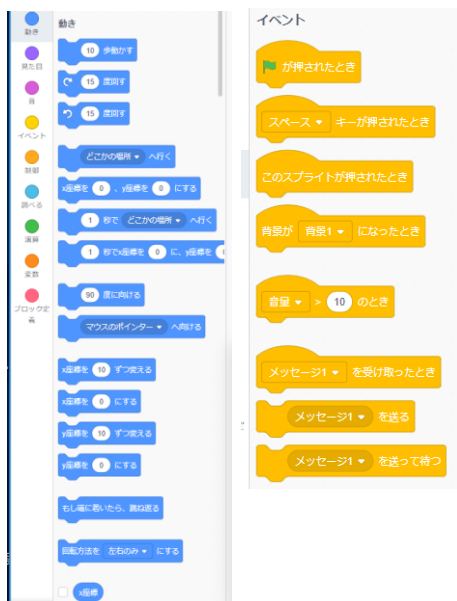 動き
見た目
音
イベント
制御
調べる
演算
変数
ブロック定義
動き
10 歩動かす
15 度回す
15 度回す
どこかの場所 へ行く
x座標を 0 、y座標を 0 にする
1 秒で どこかの場所 へ行く
1 秒でx座標を 0 に、y座標を
90 度に向ける
マウスのポインター へ向ける
x座標を 10 ずつ変える
x座標を 0 にする
y座標を 10 ずつ変える
y座標を 0 にする
もし端に着いたら、跳ね返る
回転方法を 左右のみ にする
x座標
イベント
が押されたとき
スペース キーが押されたとき
このスプライトが押されたとき
背景が 背景1 になったとき
音量 > 10 のとき
メッセージ1 を受け取ったとき
メッセージ1 を送る
メッセージ1 を送って待つ